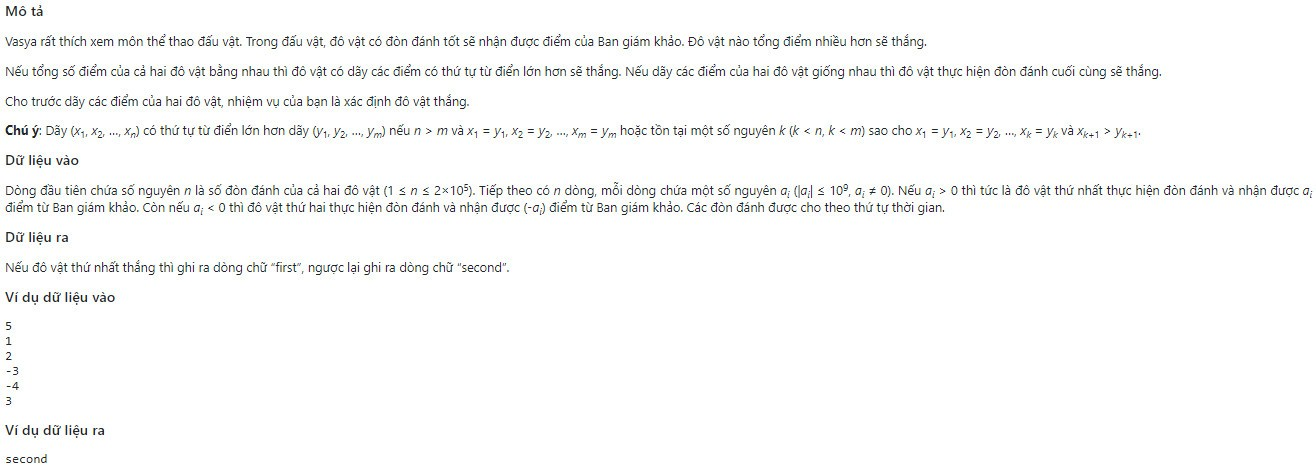 Mô tả
Vasya rất thích xem môn thể thao đấu vật. Trong đấu vật, đô vật có đòn đánh tốt sẽ nhận được điểm của Ban giám khảo. Đô vật nào tổng điểm nhiều hơn sẽ thắng.
Nếu tổng số điểm của cả hai đô vật bằng nhau thì đô vật có dãy các điểm có thứ tự từ điển lớn hơn sẽ thắng. Nếu dãy các điểm của hai đô vật giống nhau thì đô vật thực hiện đòn đánh cuối cùng sẽ thắng.
Cho trước dãy các điểm của hai đô vật, nhiệm vụ của bạn là xác định đô vật thắng.
Chú ý: Dãy (x₁, x₂, ..., xₙ) có thứ tự từ điển lớn hơn dãy (y₁, y₂, ..., yₘ) nếu n > m và x₁ = y₁, x₂ = y₂, ..., xₘ = yₘ hoặc tồn tại một số nguyên k (k < n, k < m) sao cho x₁ = y₁, x₂ = y₂, ..., xₖ = yₖ và xₖ₊₁ > yₖ₊₁.
Dữ liệu vào
Dòng đầu tiên chứa số nguyên n là số đòn đánh của cả hai đô vật (1 ≤ n ≤ 2×10⁵). Tiếp theo có n dòng, mỗi dòng chứa một số nguyên aᵢ (|aᵢ| ≤ 10⁹, aᵢ ≠ 0). Nếu aᵢ > 0 thì tức là đô vật thứ nhất thực hiện đòn đánh và nhận được aᵢ
điểm từ Ban giám khảo. Còn nếu aᵢ < 0 thì đô vật thứ hai thực hiện đòn đánh và nhận được (-aᵢ) điểm từ Ban giám khảo. Các đòn đánh được cho theo thứ tự thời gian.
Dữ liệu ra
Nếu đô vật thứ nhất thắng thì ghi ra dòng chữ "first", ngược lại ghi ra dòng chữ "second".
Ví dụ dữ liệu vào
5
1
2
-3
-4
3
Ví dụ dữ liệu ra
second